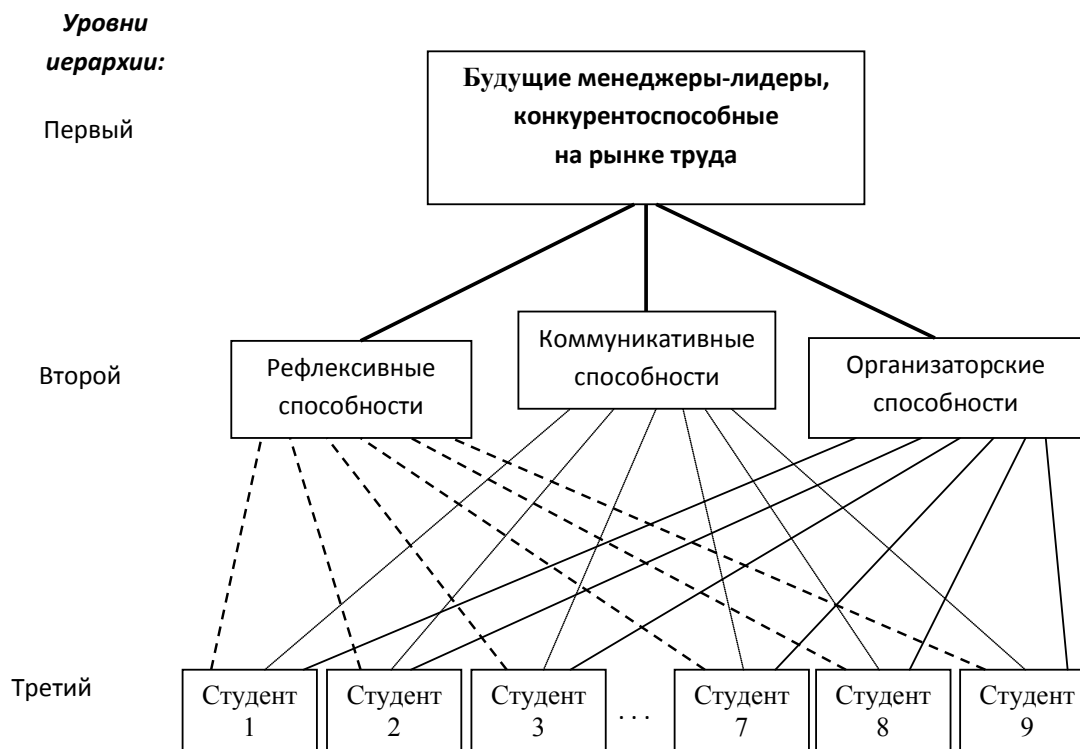 Уровни
иерархии:
Будущие менеджеры-лидеры,
конкурентоспособные
на рынке труда
Первый
Второй
Рефлексивные
способности
Коммуникативные
способности
Организаторские
способности
Третий
Студент
1
Студент
2
Студент
3
...
Студент
7
Студент
8
Студент
9